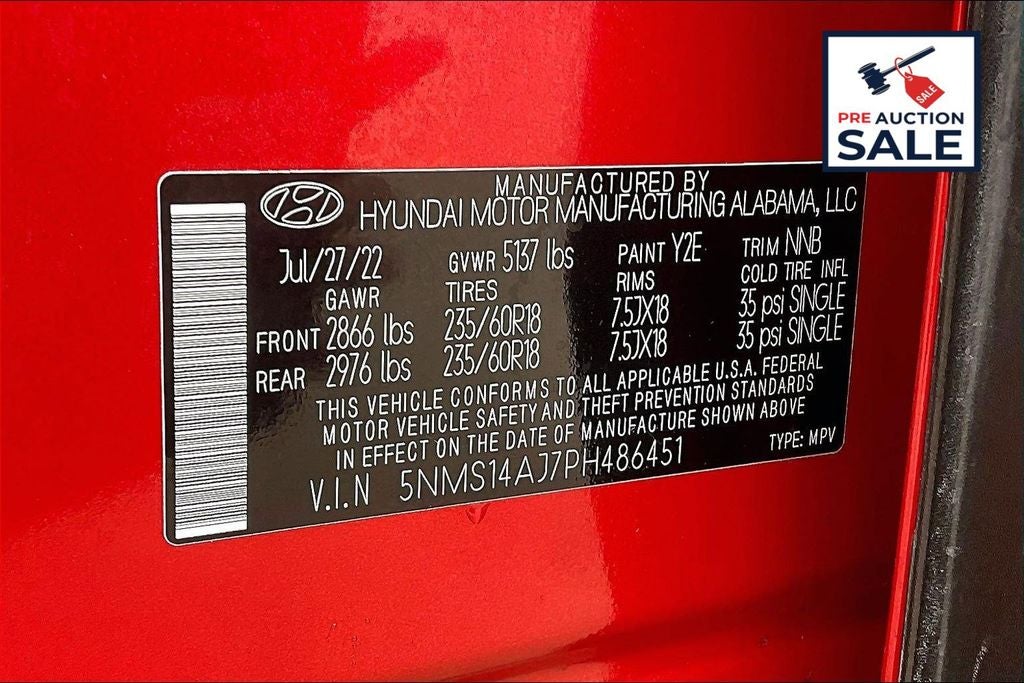 SALE
PRE AUCTION
SALE
MANUFACTURED BY
HYUNDAI MOTOR MANUFACTURING ALABAMA, LLC
Jul/27/22 GVWR 5137 lbs PAINT Y2E TRIM NNB
GAWR TIRES RIMS COLD TIRE INFL
FRONT 2866 lbs 235/60R18 7.5JX18 35 psi SINGLE
REAR 2976 lbs 235/60R18 7.5JX18 35 psi SINGLE
THIS VEHICLE CONFORMS TO ALL APPLICABLE U.S.A. FEDERAL
MOTOR VEHICLE SAFETY AND THEFT PREVENTION STANDARDS
IN EFFECT ON THE DATE OF MANUFACTURE SHOWN ABOVE
V.I.N 5NMS14AJ7PH486451 TYPE: MPV